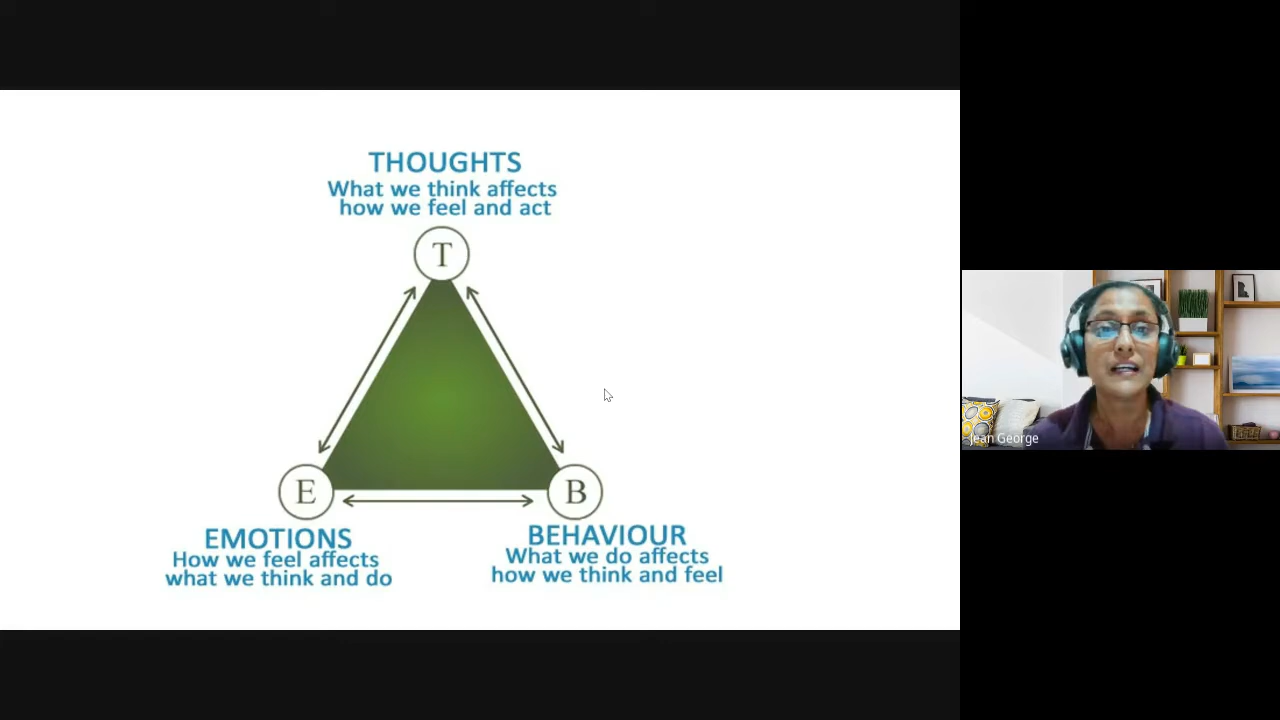 THOUGHTS
What we think affects
how we feel and act
T
E
B
EMOTIONS
How we feel affects
what we think and do
BEHAVIOUR
What we do affects
how we think and feel
Jean George